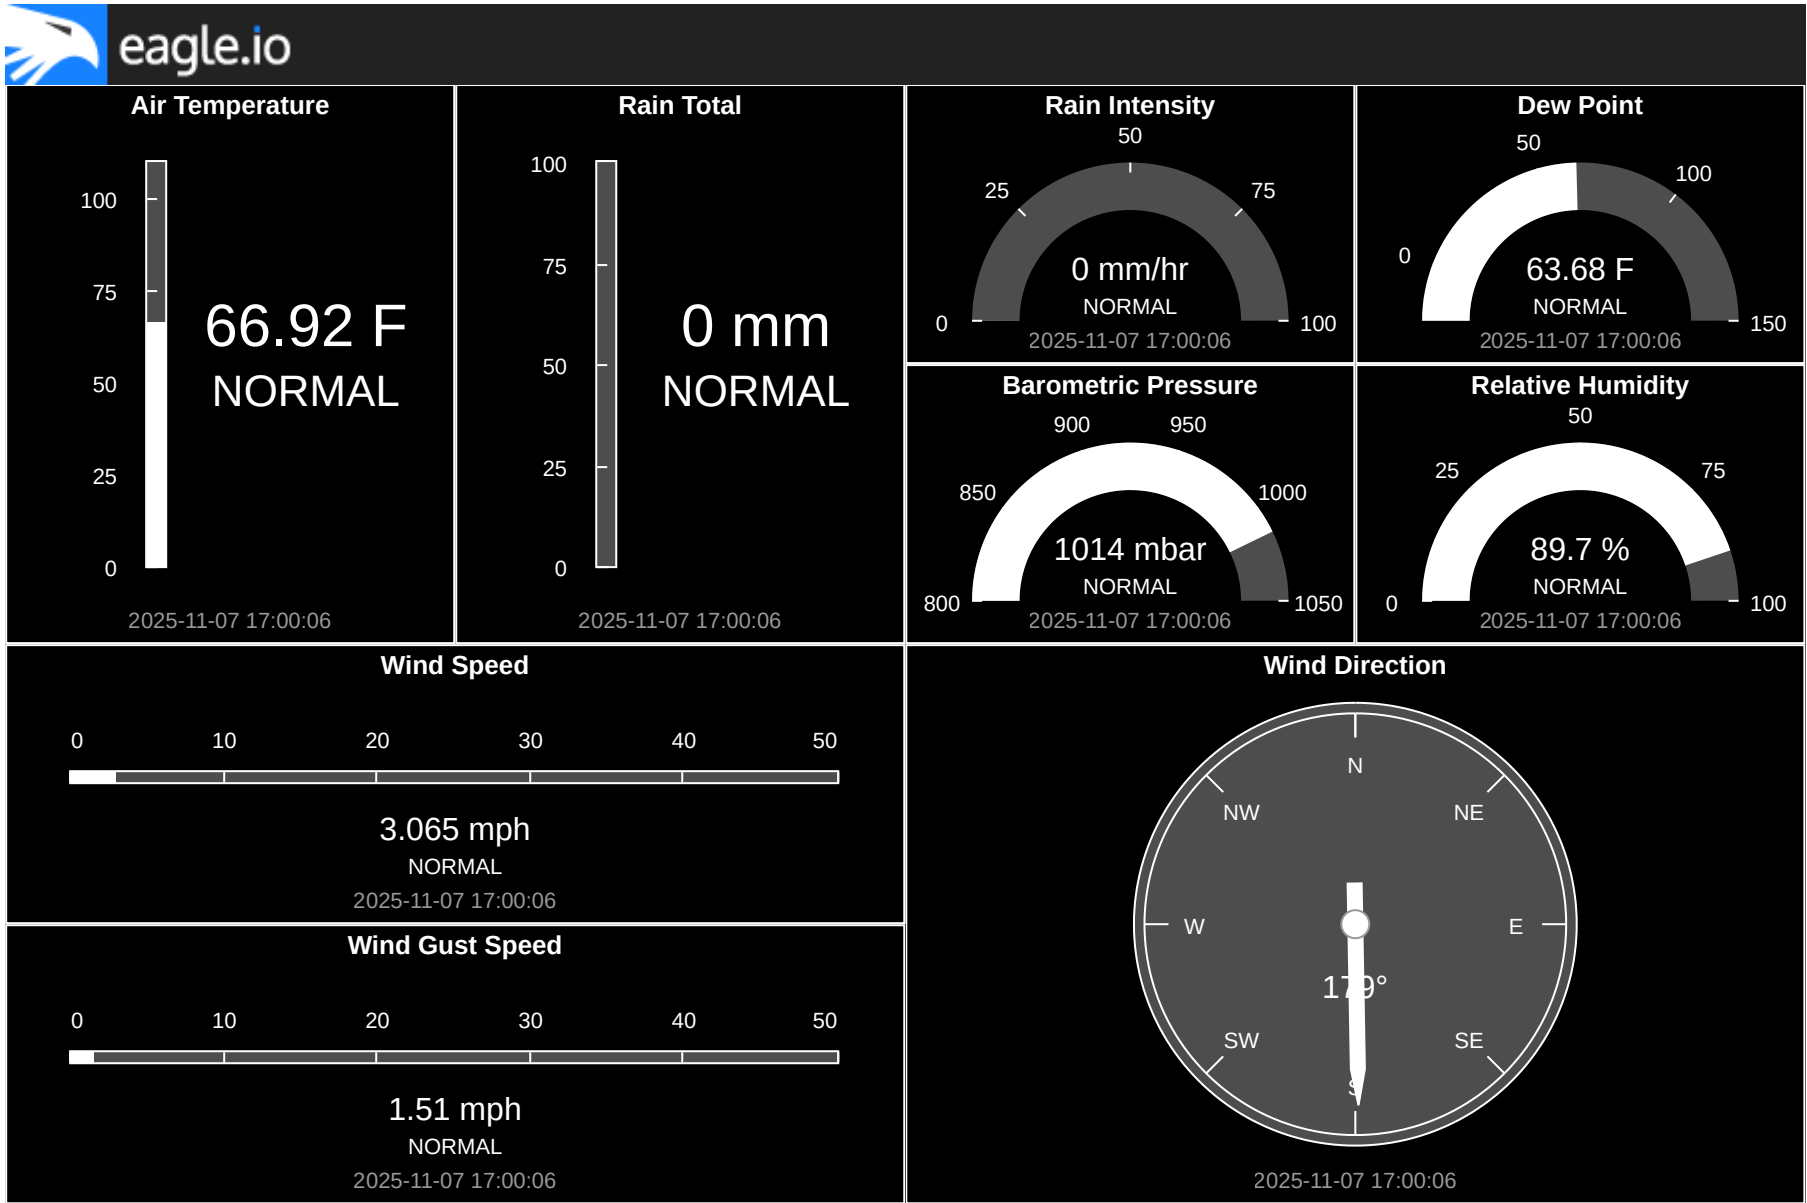 eagle.io
Air Temperature
100
75
50
25
0
66.92 F
NORMAL
2025-11-07 17:00:06
Rain Total
100
75
50
25
0
0 mm
NORMAL
2025-11-07 17:00:06
Rain Intensity
0
25
50
75
100
0 mm/hr
NORMAL
2025-11-07 17:00:06
Dew Point
0
50
100
150
63.68 F
NORMAL
2025-11-07 17:00:06
Barometric Pressure
800
850
900
950
1000
1050
1014 mbar
NORMAL
2025-11-07 17:00:06
Relative Humidity
0
25
50
75
100
89.7 %
NORMAL
2025-11-07 17:00:06
Wind Speed
0 10 20 30 40 50
3.065 mph
NORMAL
2025-11-07 17:00:06
Wind Gust Speed
0 10 20 30 40 50
1.51 mph
NORMAL
2025-11-07 17:00:06
Wind Direction
N
NW NE
W E
179°
SW SE
S
2025-11-07 17:00:06